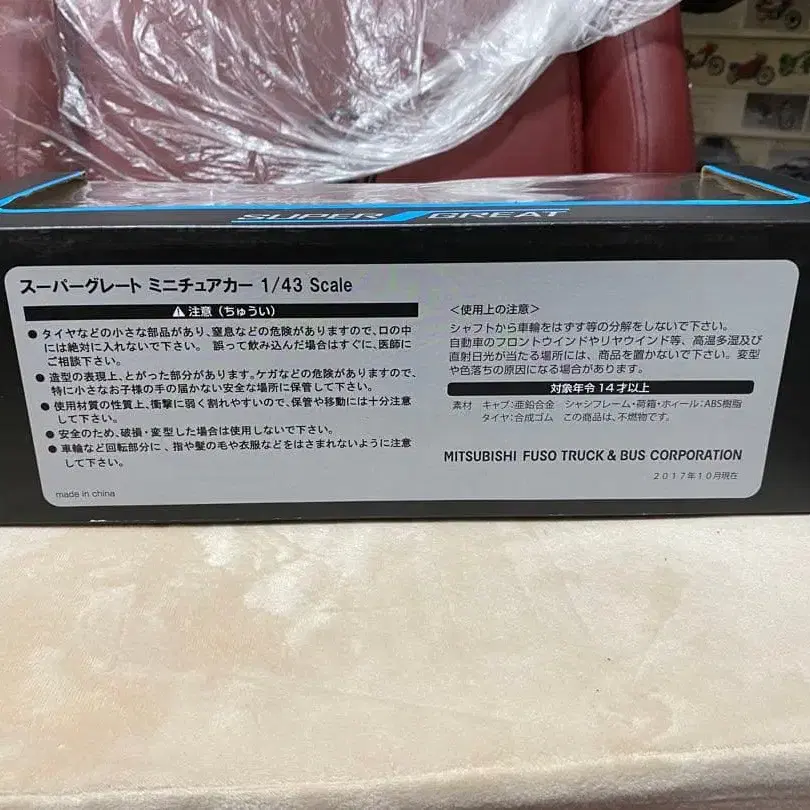 SUPER GREAT
スーパーグレート ミニチュアカー 1/43 Scale
⚠ 注意（ちゅうい）
● タイヤなどの小さな部品があり、窒息などの危険がありますので、口の中
には絶対に入れないで下さい。 誤って飲み込んだ場合はすぐに、医師に
ご相談下さい。
● 造型の表現上、とがった部分があります。ケガなどの危険がありますので、
特に小さなお子様の手の届かない安全な場所に保管して下さい。
● 使用材質の性質上、衝撃に弱く割れやすいので、保管や移動には十分注意
して下さい。
● 安全のため、破損・変型した場合は使用しないで下さい。
● 車輪など回転部分に、指や髪の毛や衣服などをはさまれないように注意
して下さい。
made in china
＜使用上の注意＞
シャフトから車輪をはずす等の分解をしないで下さい。
自動車のフロントウインドやリヤウインド等、高温多湿及び
直射日光が当たる場所には、商品を置かないで下さい。変型
や色落ちの原因になる場合があります。
対象年令 14才以上
素材 キャブ：亜鉛合金 シャシフレーム・荷箱・ホィール：ABS樹脂
タイヤ：合成ゴム この商品は、不燃物です。
MITSUBISHI FUSO TRUCK & BUS CORPORATION
2017年10月現在